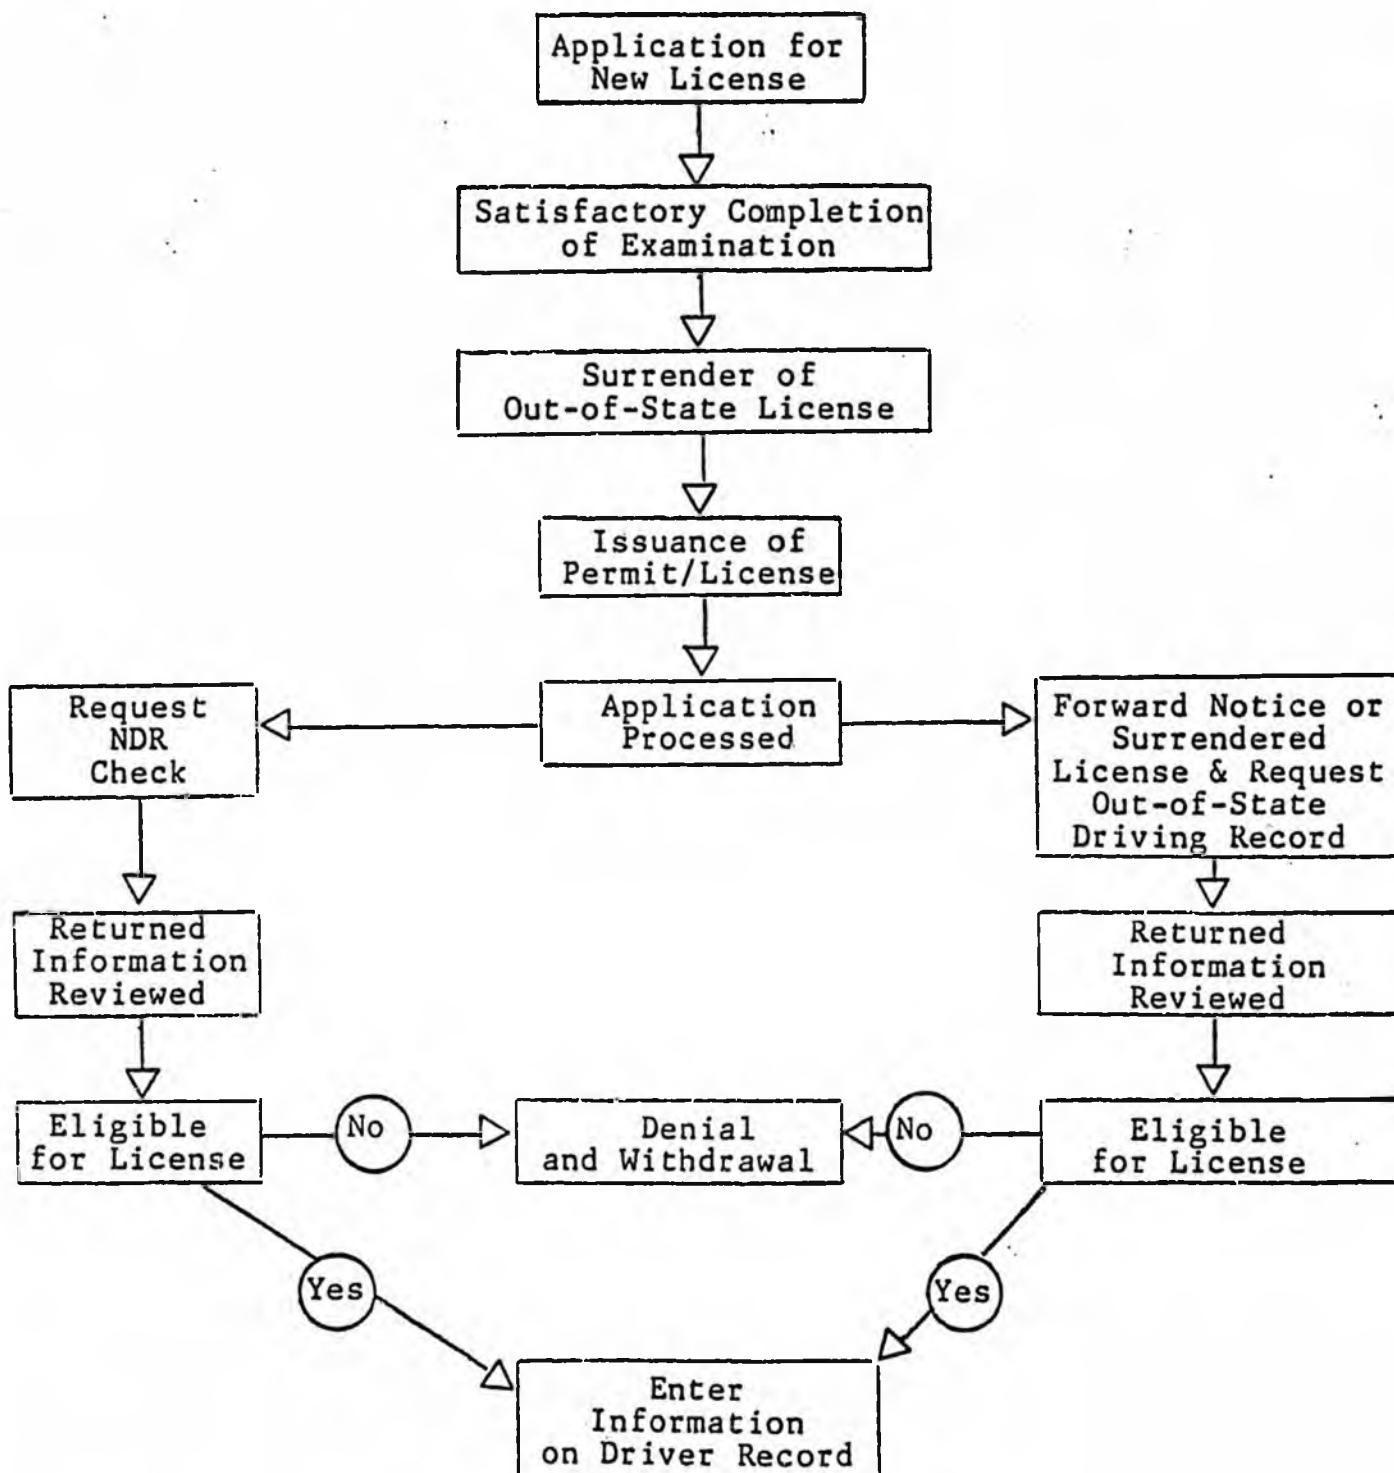 Application for
New License
Satisfactory Completion
of Examination
Surrender of
Out-of-State License
Issuance of
Permit/License
Application
Processed
Request
NDR
Check
Forward Notice or
Surrendered
License & Request
Out-of-State
Driving Record
Returned
Information
Reviewed
Returned
Information
Reviewed
Eligible
for License
No
Denial
and Withdrawal
No
Eligible
for License
Yes
Yes
Enter
Information
on Driver Record